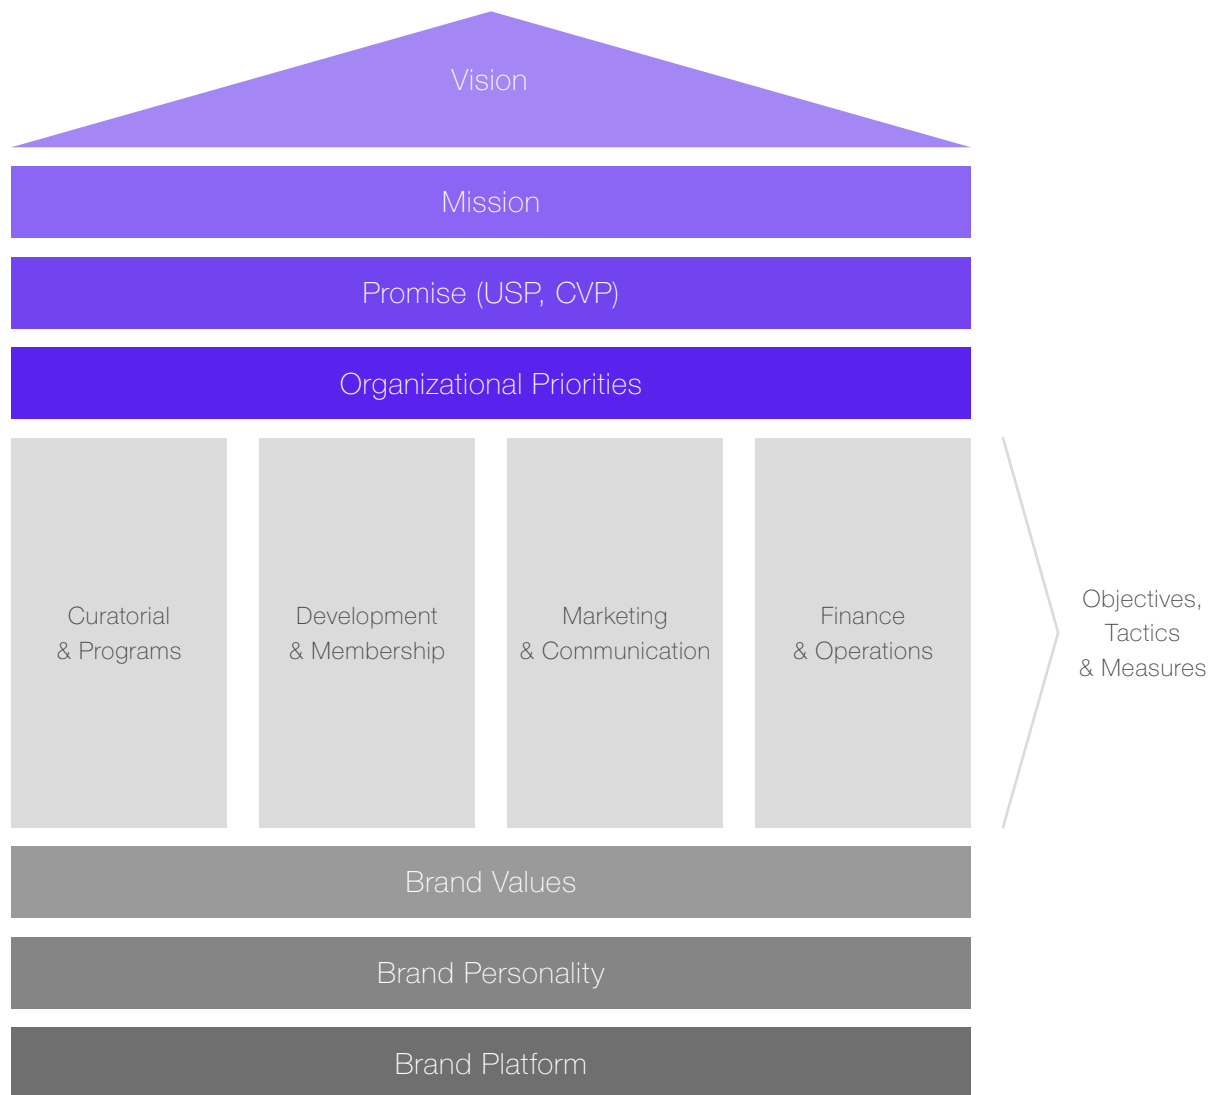 Vision
Mission
Promise (USP, CVP)
Organizational Priorities
Curatorial
& Programs
Development
& Membership
Marketing
& Communication
Finance
& Operations
Objectives,
Tactics
& Measures
Brand Values
Brand Personality
Brand Platform